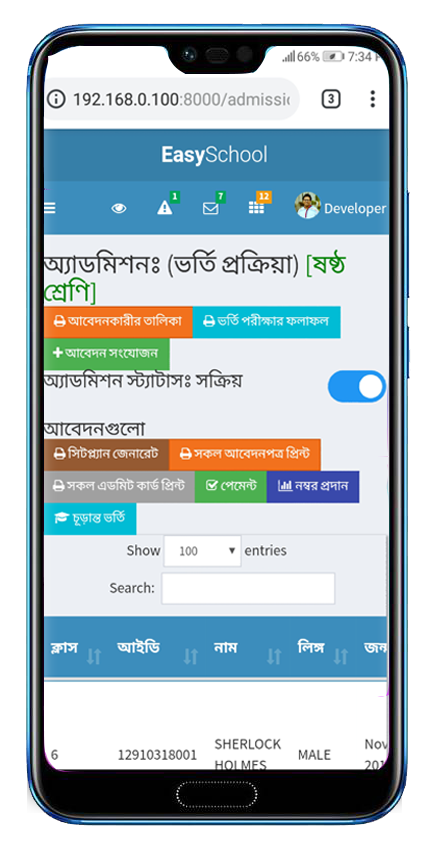 66% 7:34
192.168.0.100:8000/admissic 3
EasySchool
1 7 12 Developer
অ্যাডমিশনঃ (ভর্তি প্রক্রিয়া) [ষষ্ঠ
শ্রেণি]
আবেদনকারীর তালিকা ভর্তি পরীক্ষার ফলাফল
আবেদন সংযোজন
অ্যাডমিশন স্ট্যাটাসঃ সক্রিয়
আবেদনগুলো
সিটপ্ল্যান জেনারেট সকল আবেদনপত্র প্রিন্ট
সকল এডমিট কার্ড প্রিন্ট পেমেন্ট নম্বর প্রদান
চূড়ান্ত ভর্তি
Show 100 entries
Search:
ক্লাস আইডি নাম লিঙ্গ জন্ম
6 12910318001 SHERLOCK HOLMES MALE Nov 201